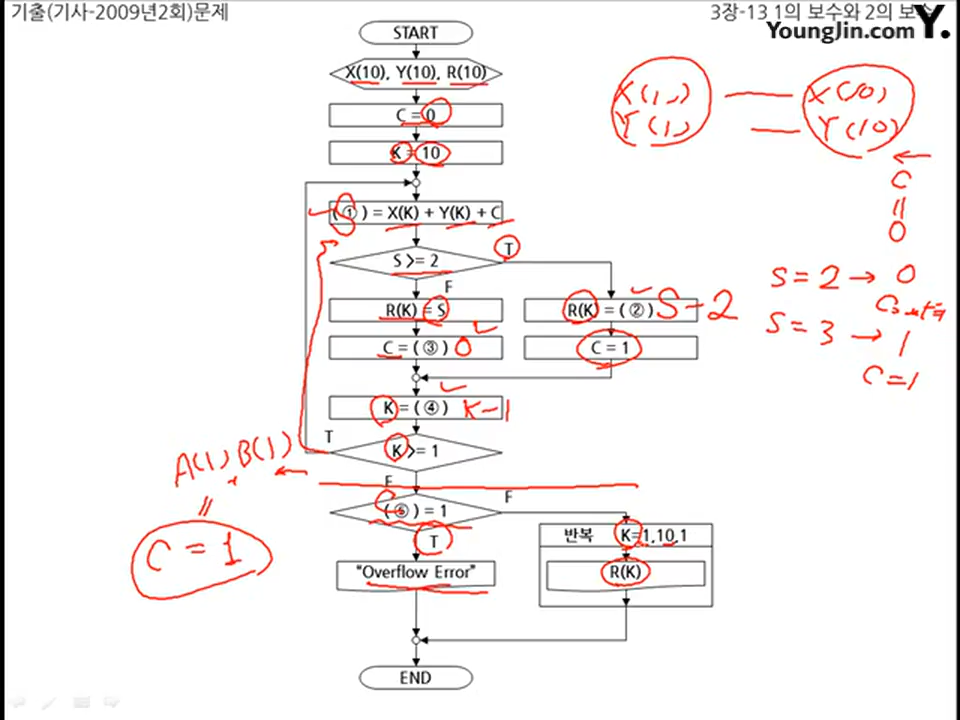 기출(기사-2009년2회)문제
3장-13 1의 보수와 2의 보수
YoungJin.com Y.
START
X(10), Y(10), R(10)
C = 0
K = 10
(①) = X(K) + Y(K) + C
S
S >= 2
T
F
R(K) = S
R(K) = (②)
S-2
C = (③)
0
C = 1
K = (④)
K-1
T
K >= 1
F
(⑤) = 1
C
F
T
반복 K=1,10,1
"Overflow Error"
R(K)
END
X(1)
X(10)
Y(1)
Y(10)
C
=
0
S = 2 → 0
S = 3 → 1
C=1
A(1) B(1)
+
=
C = 1